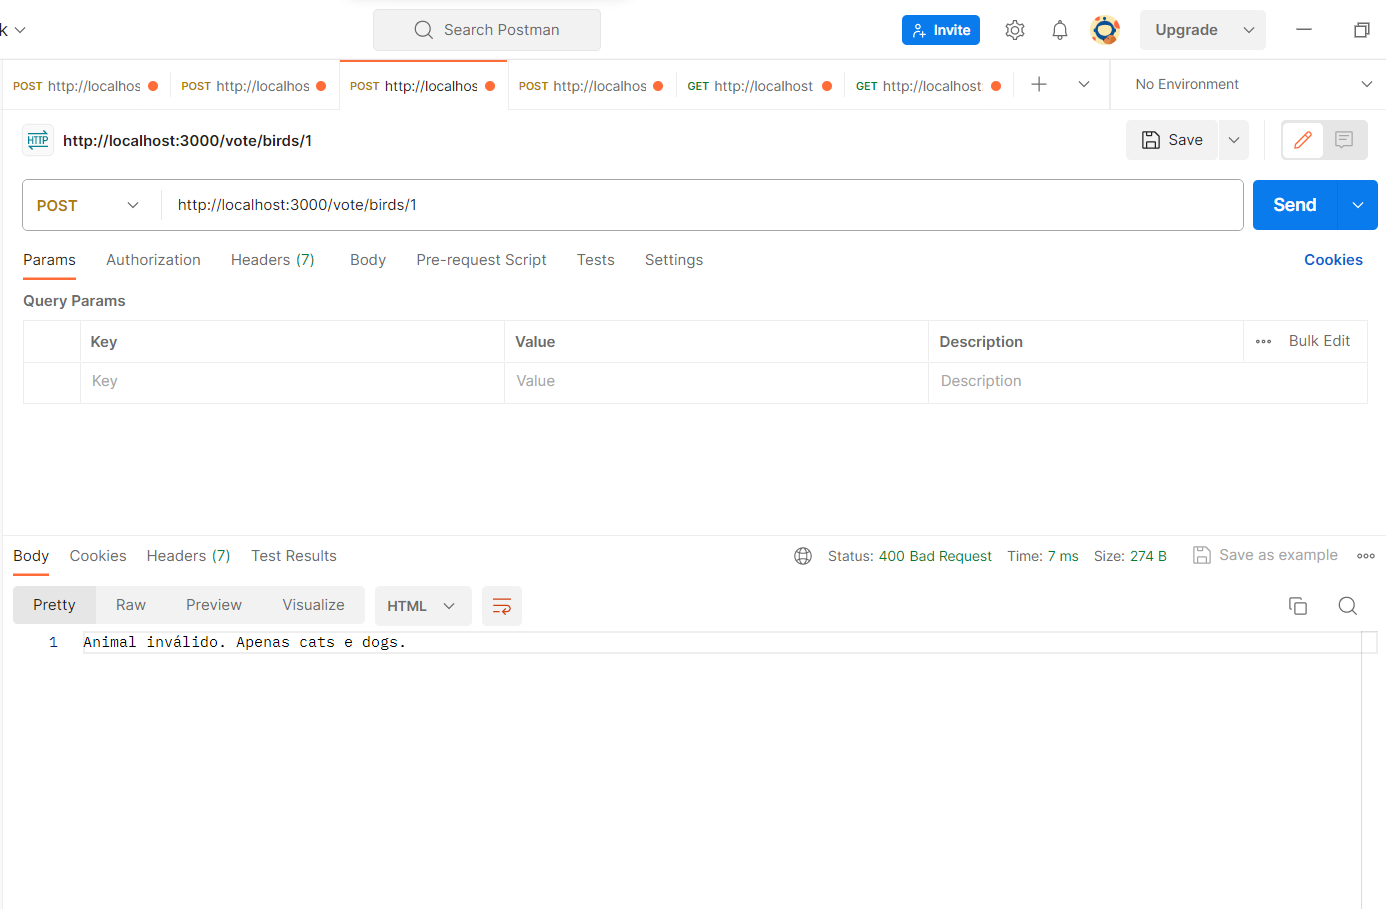 k
Search Postman
Invite
Upgrade
POST http://localhos
POST http://localhos
POST http://localhos
POST http://localhos
GET http://localhost
GET http://localhost
No Environment
HTTP http://localhost:3000/vote/birds/1
Save
POST http://localhost:3000/vote/birds/1
Send
Params Authorization Headers (7) Body Pre-request Script Tests Settings Cookies
Query Params
Key Value Description Bulk Edit
Key Value Description
Body Cookies Headers (7) Test Results Status: 400 Bad Request Time: 7 ms Size: 274 B Save as example
Pretty Raw Preview Visualize HTML
1 Animal inválido. Apenas cats e dogs.